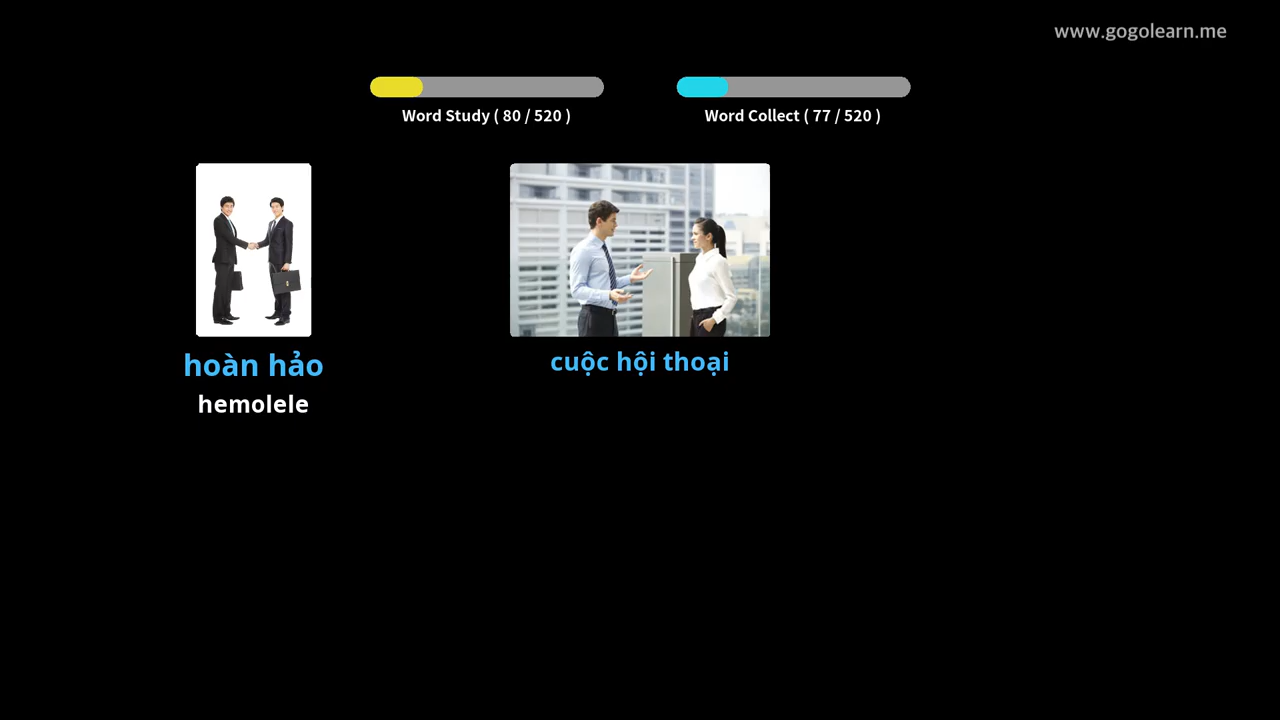 www.gogolearn.me
Word Study ( 80 / 520 )
Word Collect ( 77 / 520 )
hoàn hảo
hemolele
cuộc hội thoại